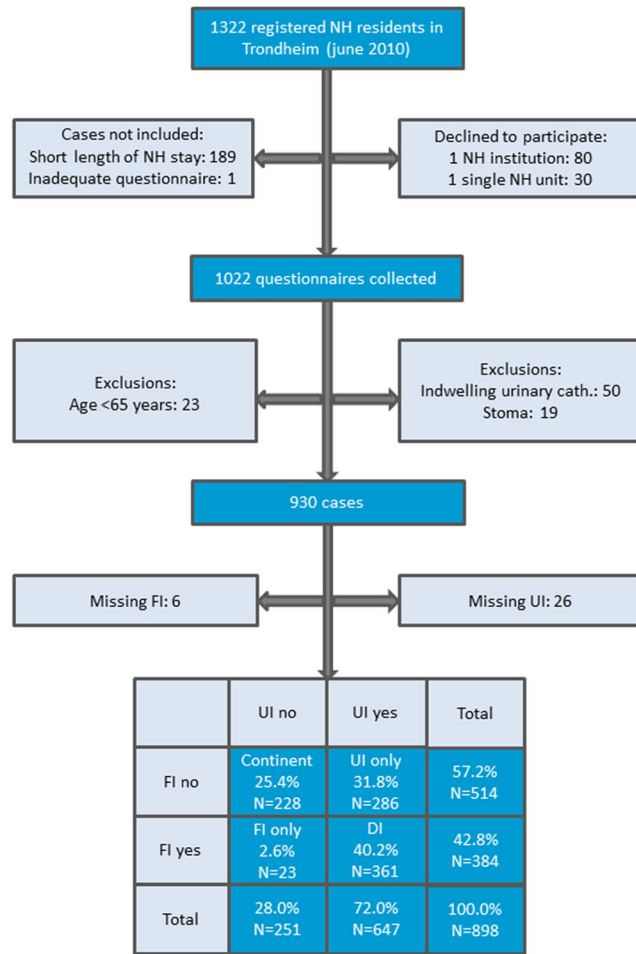 1322 registered NH residents in
Trondheim (june 2010)
Cases not included:
Short length of NH stay: 189
Inadequate questionnaire: 1
Declined to participate:
1 NH institution: 80
1 single NH unit: 30
1022 questionnaires collected
Exclusions:
Age <65 years: 23
Exclusions:
Indwelling urinary cath.: 50
Stoma: 19
930 cases
Missing FI: 6
Missing UI: 26
UI no
UI yes
Total
FI no
Continent
25.4%
N=228
UI only
31.8%
N=286
57.2%
N=514
FI yes
FI only
2.6%
N=23
DI
40.2%
N=361
42.8%
N=384
Total
28.0%
N=251
72.0%
N=647
100.0%
N=898